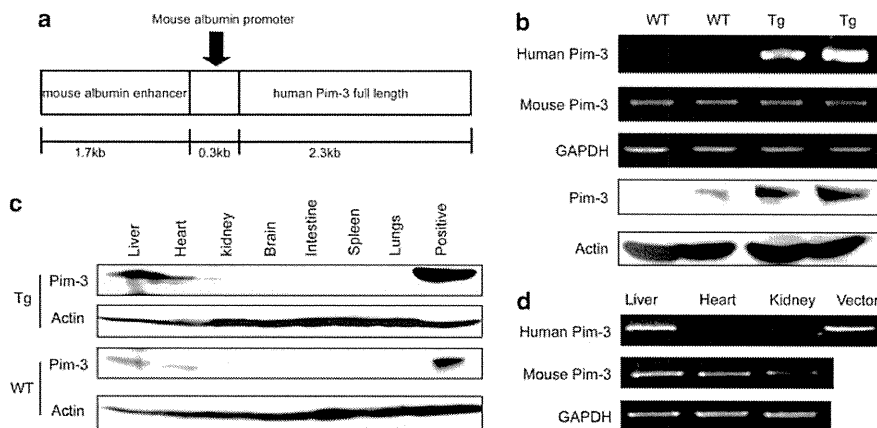 a
Mouse albumin promoter
mouse albumin enhancer
human Pim-3 full length
1.7kb
0.3kb
2.3kb
b
WT WT Tg Tg
Human Pim-3
Mouse Pim-3
GAPDH
Pim-3
Actin
c
Liver Heart kidney Brain Intestine Spleen Lungs Positive
Tg
Pim-3
Actin
WT
Pim-3
Actin
d
Liver Heart Kidney Vector
Human Pim-3
Mouse Pim-3
GAPDH